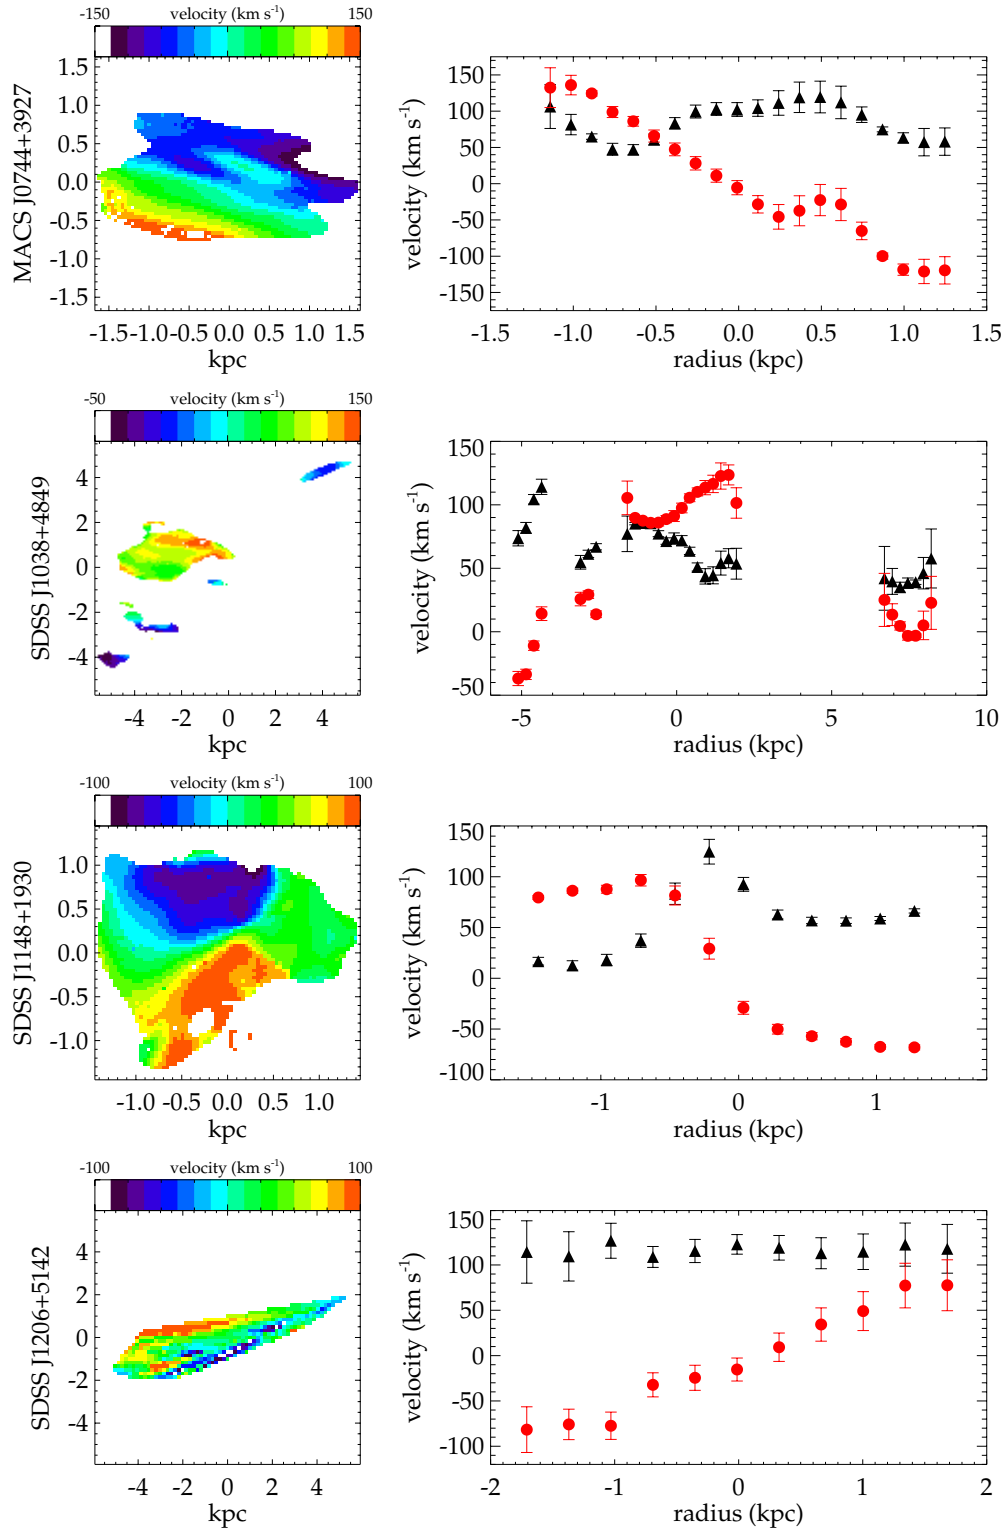 -150 velocity (km s⁻¹) 150
MACS J0744+3927
1.5
1.0
0.5
0.0
-0.5
-1.0
-1.5
-1.5 -1.0 -0.5 0.0 0.5 1.0 1.5
kpc
velocity (km s⁻¹)
150
100
50
0
-50
-100
-150
-1.5 -1.0 -0.5 0.0 0.5 1.0 1.5
radius (kpc)
-50 velocity (km s⁻¹) 150
SDSS J1038+4849
4
2
0
-2
-4
-4 -2 0 2 4
kpc
velocity (km s⁻¹)
150
100
50
0
-50
-5 0 5 10
radius (kpc)
-100 velocity (km s⁻¹) 100
SDSS J1148+1930
1.0
0.5
0.0
-0.5
-1.0
-1.0 -0.5 0.0 0.5 1.0
kpc
velocity (km s⁻¹)
150
100
50
0
-50
-100
-1 0 1
radius (kpc)
-100 velocity (km s⁻¹) 100
SDSS J1206+5142
4
2
0
-2
-4
-4 -2 0 2 4
kpc
velocity (km s⁻¹)
150
100
50
0
-50
-100
-2 -1 0 1 2
radius (kpc)